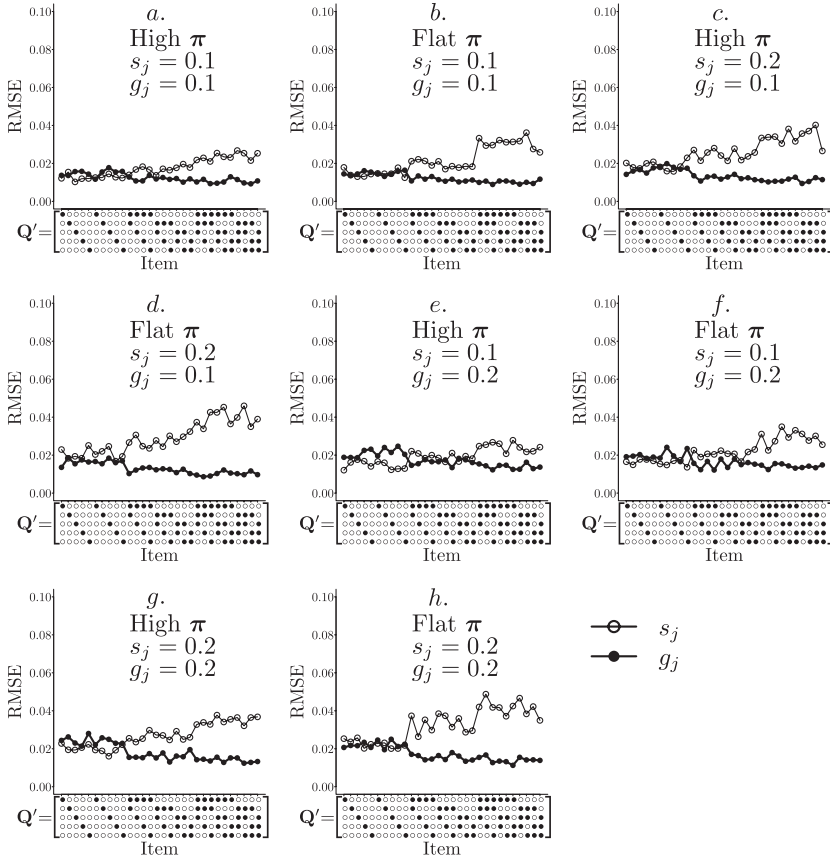 a.
High π
s_j = 0.1
g_j = 0.1
0.10
0.08
0.06
0.04
0.02
0.00
RMSE
Q′=
Item
b.
Flat π
s_j = 0.1
g_j = 0.1
0.10
0.08
0.06
0.04
0.02
0.00
RMSE
Q′=
Item
c.
High π
s_j = 0.2
g_j = 0.1
0.10
0.08
0.06
0.04
0.02
0.00
RMSE
Q′=
Item
d.
Flat π
s_j = 0.2
g_j = 0.1
0.10
0.08
0.06
0.04
0.02
0.00
RMSE
Q′=
Item
e.
High π
s_j = 0.1
g_j = 0.2
0.10
0.08
0.06
0.04
0.02
0.00
RMSE
Q′=
Item
f.
Flat π
s_j = 0.1
g_j = 0.2
0.10
0.08
0.06
0.04
0.02
0.00
RMSE
Q′=
Item
g.
High π
s_j = 0.2
g_j = 0.2
0.10
0.08
0.06
0.04
0.02
0.00
RMSE
Q′=
Item
h.
Flat π
s_j = 0.2
g_j = 0.2
0.10
0.08
0.06
0.04
0.02
0.00
RMSE
Q′=
Item
s_j
g_j